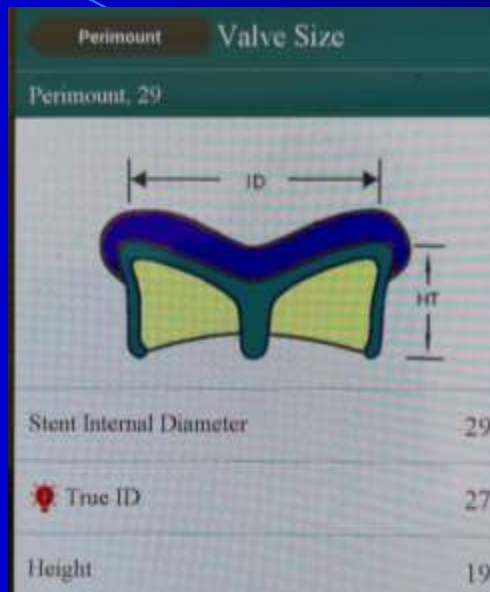 Perimount Valve Size
Perimount, 29
ID
HT
Stent Internal Diameter 29
True ID 27
Height 19